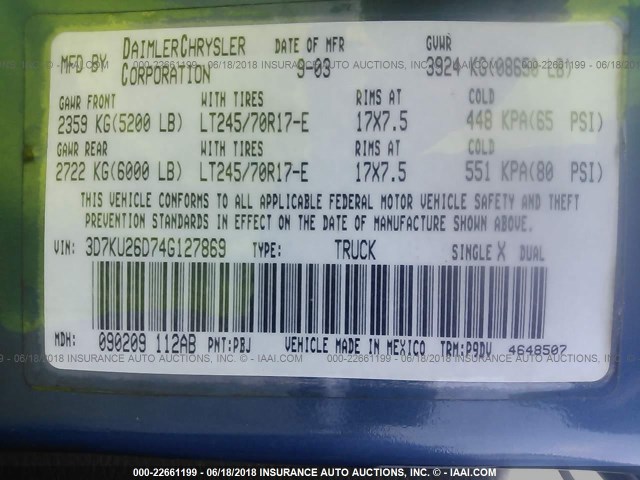 MFD BY DAIMLERCHRYSLER CORPORATION DATE OF MFR 9-03 GVWR 3924 KG(08650 LB)
GAWR FRONT WITH TIRES RIMS AT COLD
2359 KG(5200 LB) LT245/70R17-E 17X7.5 448 KPA(65 PSI)
GAWR REAR WITH TIRES RIMS AT COLD
2722 KG(6000 LB) LT245/70R17-E 17X7.5 551 KPA(80 PSI)
THIS VEHICLE CONFORMS TO ALL APPLICABLE FEDERAL MOTOR VEHICLE SAFETY AND THEFT
PREVENTION STANDARDS IN EFFECT ON THE DATE OF MANUFACTURE SHOWN ABOVE.
VIN: 3D7KU26D74G127869 TYPE: TRUCK SINGLE X DUAL
MDH: 090209 112AB PNT:PBJ VEHICLE MADE IN MEXICO TRM:P9DV 4648507
000-22661199 - 06/18/2018 INSURANCE AUTO AUCTIONS, INC. © - IAAI.COM